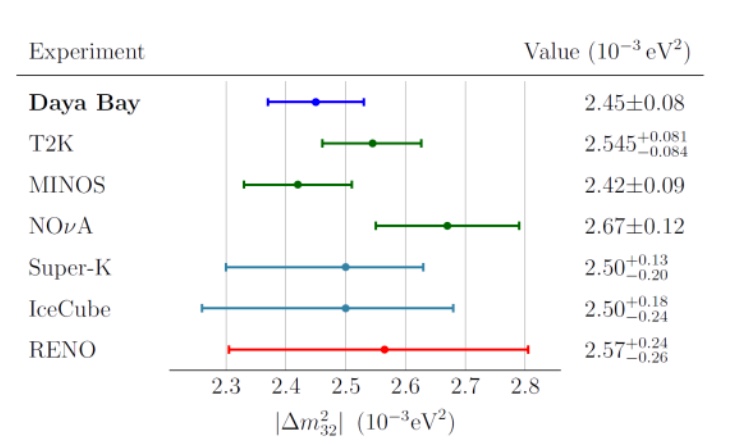 Experiment Value (10⁻³ eV²)
Daya Bay 2.45±0.08
T2K 2.545+0.081−0.084
MINOS 2.42±0.09
NOνA 2.67±0.12
Super-K 2.50+0.13−0.20
IceCube 2.50+0.18−0.24
RENO 2.57+0.24−0.26
2.3 2.4 2.5 2.6 2.7 2.8
|Δm²₃₂| (10⁻³eV²)